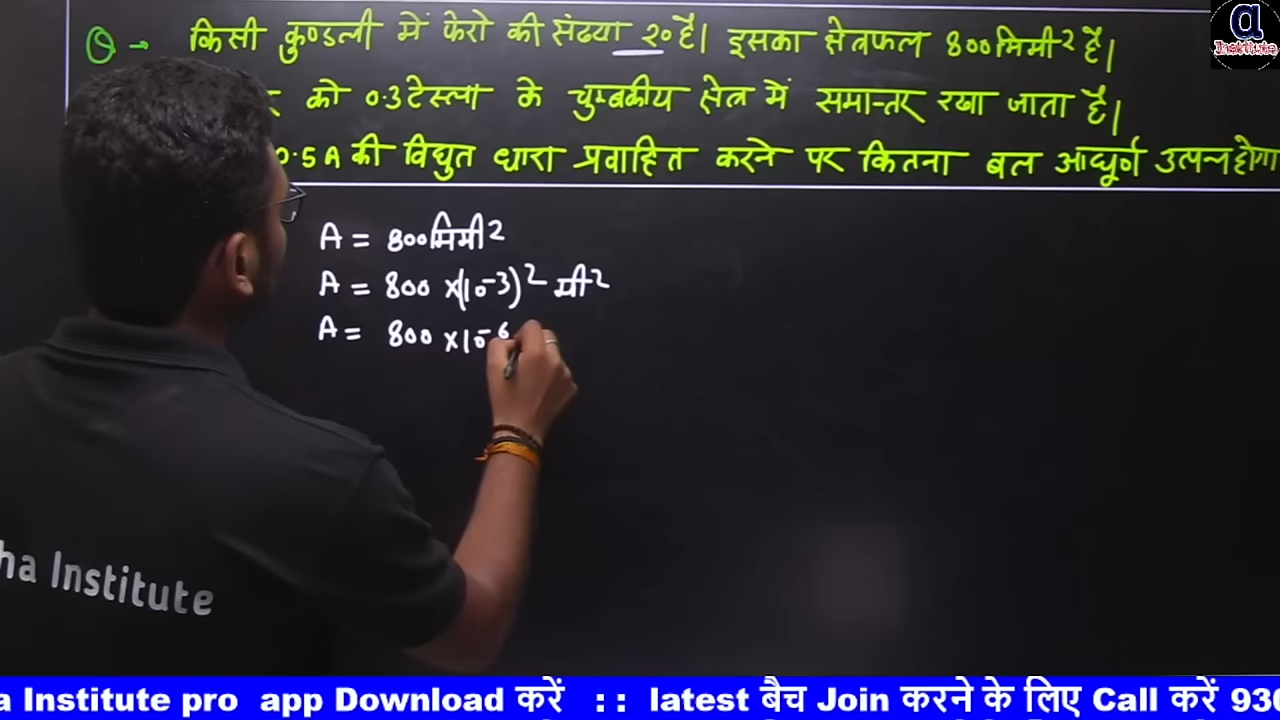 Q → किसी कुण्डली में फेरो की संख्या 20 है। इसका क्षेत्रफल 800 मिमी² है।
को 0.3 टेस्ला के चुम्बकीय क्षेत्र में समान्तर रखा जाता है।
0.5 A की विद्युत धारा प्रवाहित करने पर कितना बल आघूर्ण उत्पन्न होगा
A = 800 मिमी²
A = 800 × (10⁻³)² मी²
A = 800 × 10⁻⁶
ha Institute
a Institute pro app Download करें :: latest बैच Join करने के लिए Call करें 930
a
Institute